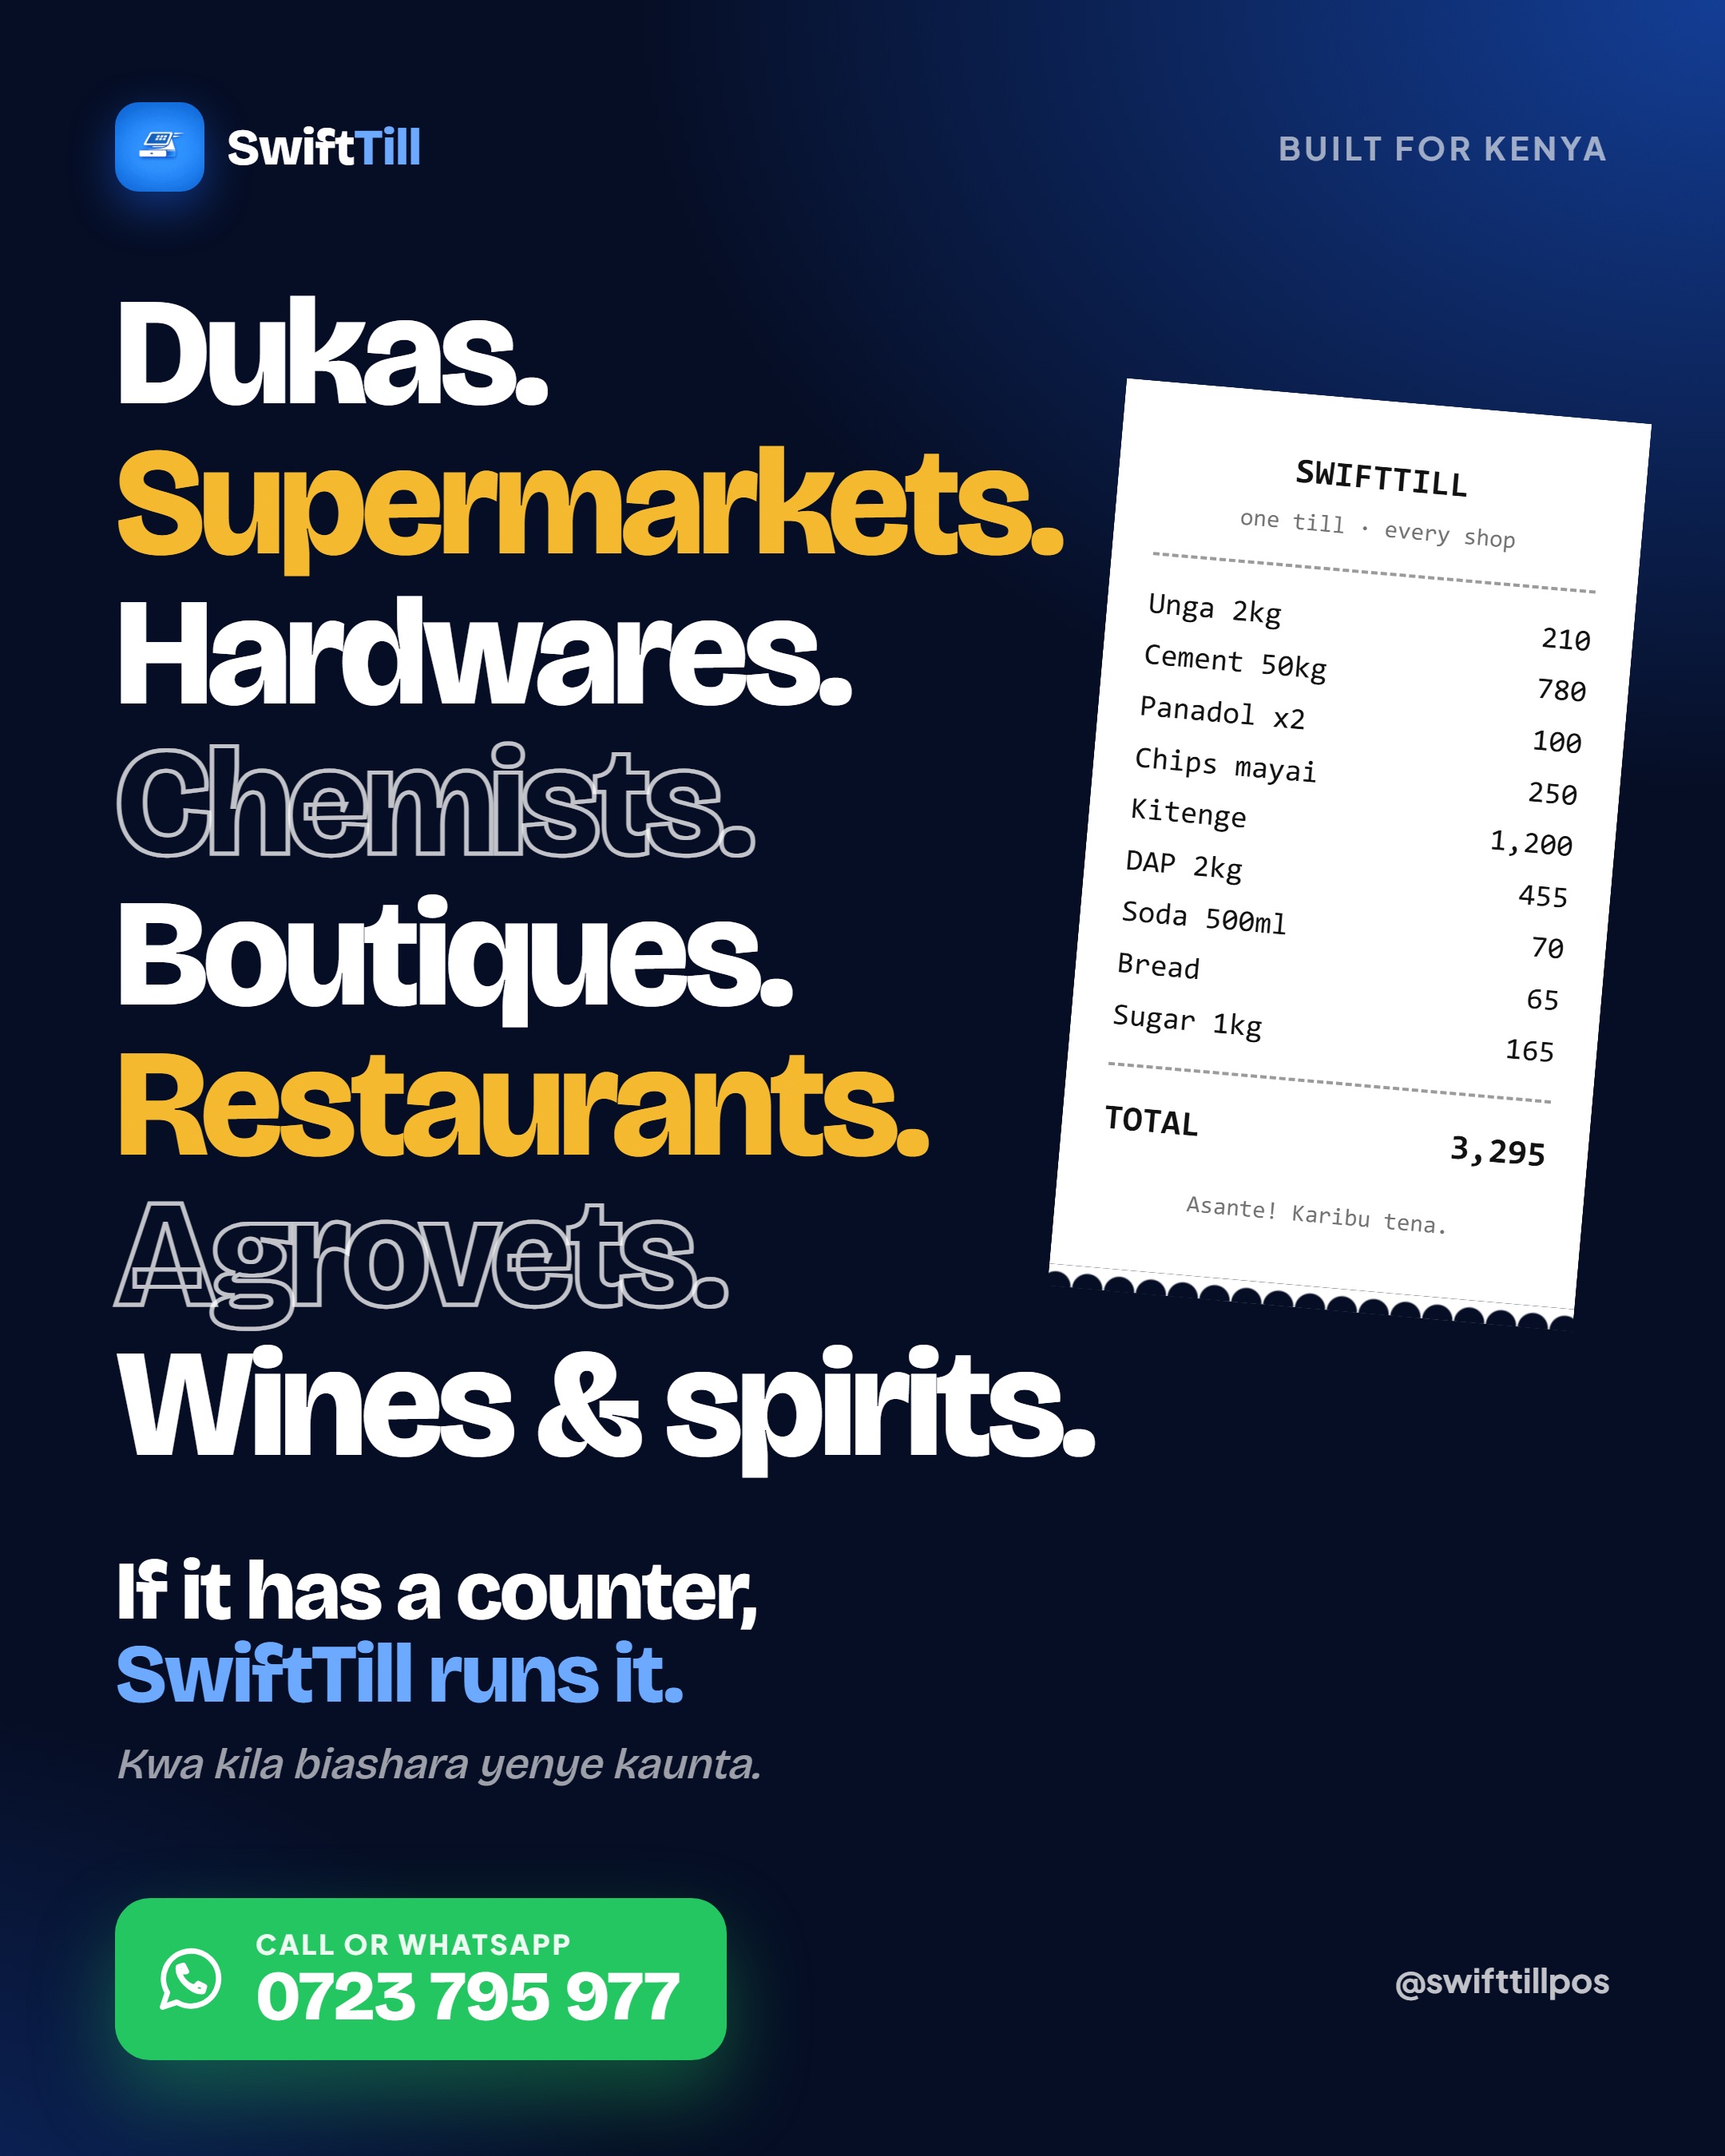 SwiftTill
BUILT FOR KENYA
Dukas.
Supermarkets.
Hardwares.
Chemists.
Boutiques.
Restaurants.
Agrovets.
Wines & spirits.
SWIFTTILL
one till · every shop
Unga 2kg 210
Cement 50kg 780
Panadol x2 100
Chips mayai 250
Kitenge 1,200
DAP 2kg 455
Soda 500ml 70
Bread 65
Sugar 1kg 165
TOTAL 3,295
Asante! Karibu tena.
If it has a counter,
SwiftTill runs it.
Kwa kila biashara yenye kaunta.
CALL OR WHATSAPP
0723 795 977
@swifttillpos